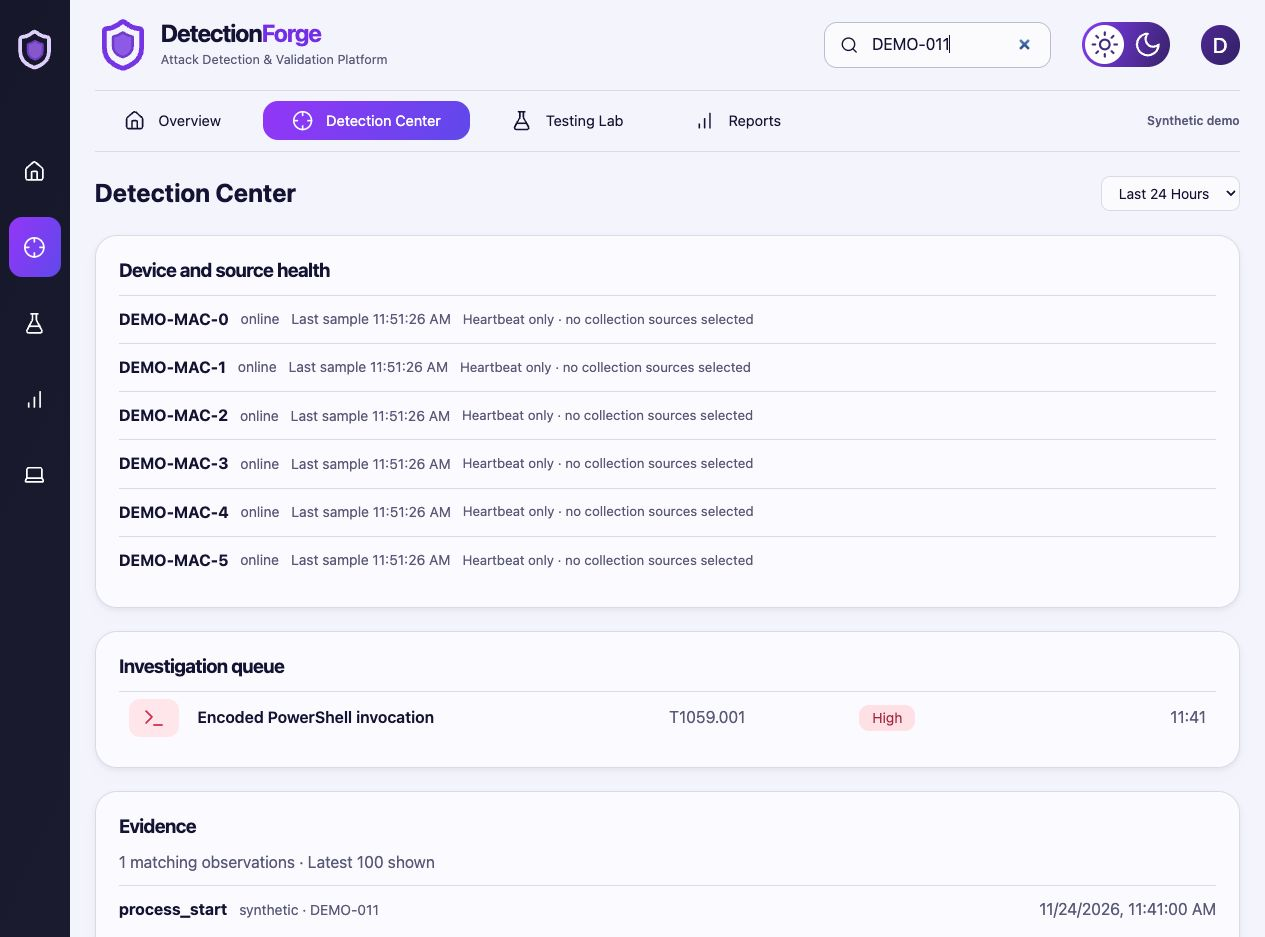 DetectionForge
Attack Detection & Validation Platform
DEMO-011
D
Overview
Detection Center
Testing Lab
Reports
Synthetic demo
Detection Center
Last 24 Hours
Device and source health
DEMO-MAC-0 online Last sample 11:51:26 AM Heartbeat only · no collection sources selected
DEMO-MAC-1 online Last sample 11:51:26 AM Heartbeat only · no collection sources selected
DEMO-MAC-2 online Last sample 11:51:26 AM Heartbeat only · no collection sources selected
DEMO-MAC-3 online Last sample 11:51:26 AM Heartbeat only · no collection sources selected
DEMO-MAC-4 online Last sample 11:51:26 AM Heartbeat only · no collection sources selected
DEMO-MAC-5 online Last sample 11:51:26 AM Heartbeat only · no collection sources selected
Investigation queue
Encoded PowerShell invocation T1059.001 High 11:41
Evidence
1 matching observations · Latest 100 shown
process_start synthetic · DEMO-011 11/24/2026, 11:41:00 AM